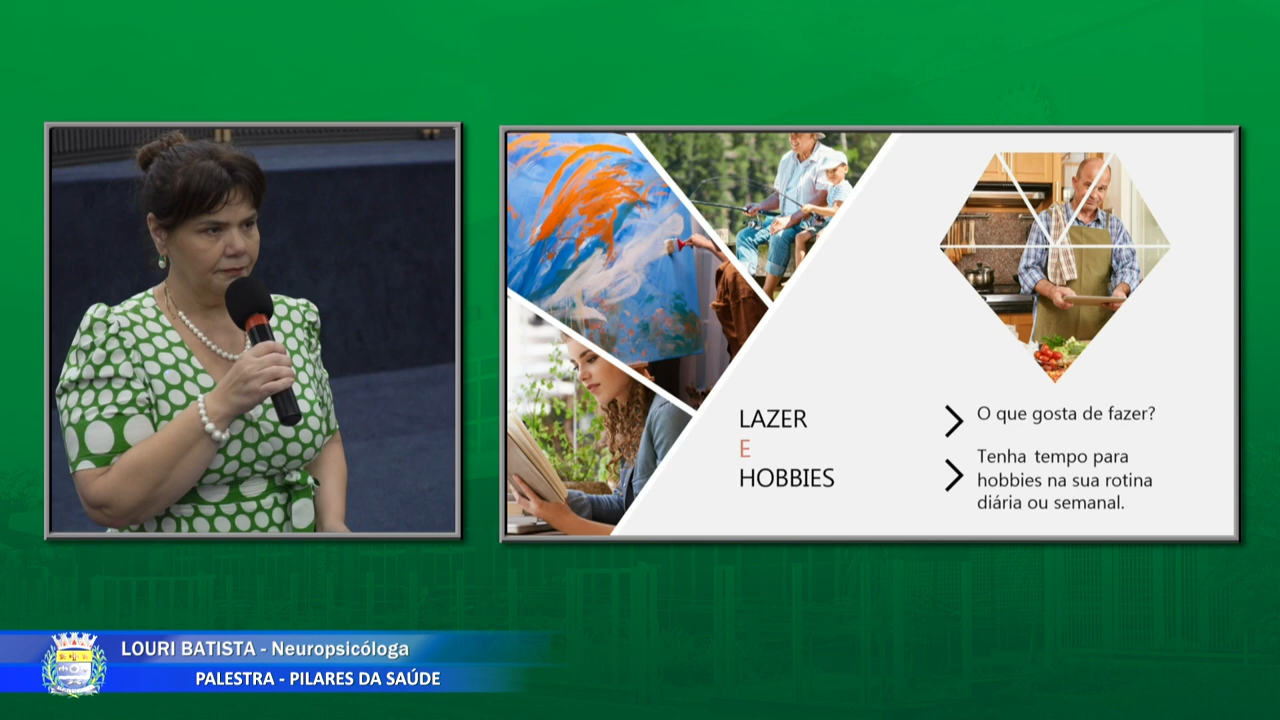 LAZER
E
HOBBIES
O que gosta de fazer?
Tenha tempo para
hobbies na sua rotina
diária ou semanal.
LOURI BATISTA - Neuropsicóloga
PALESTRA - PILARES DA SAÚDE